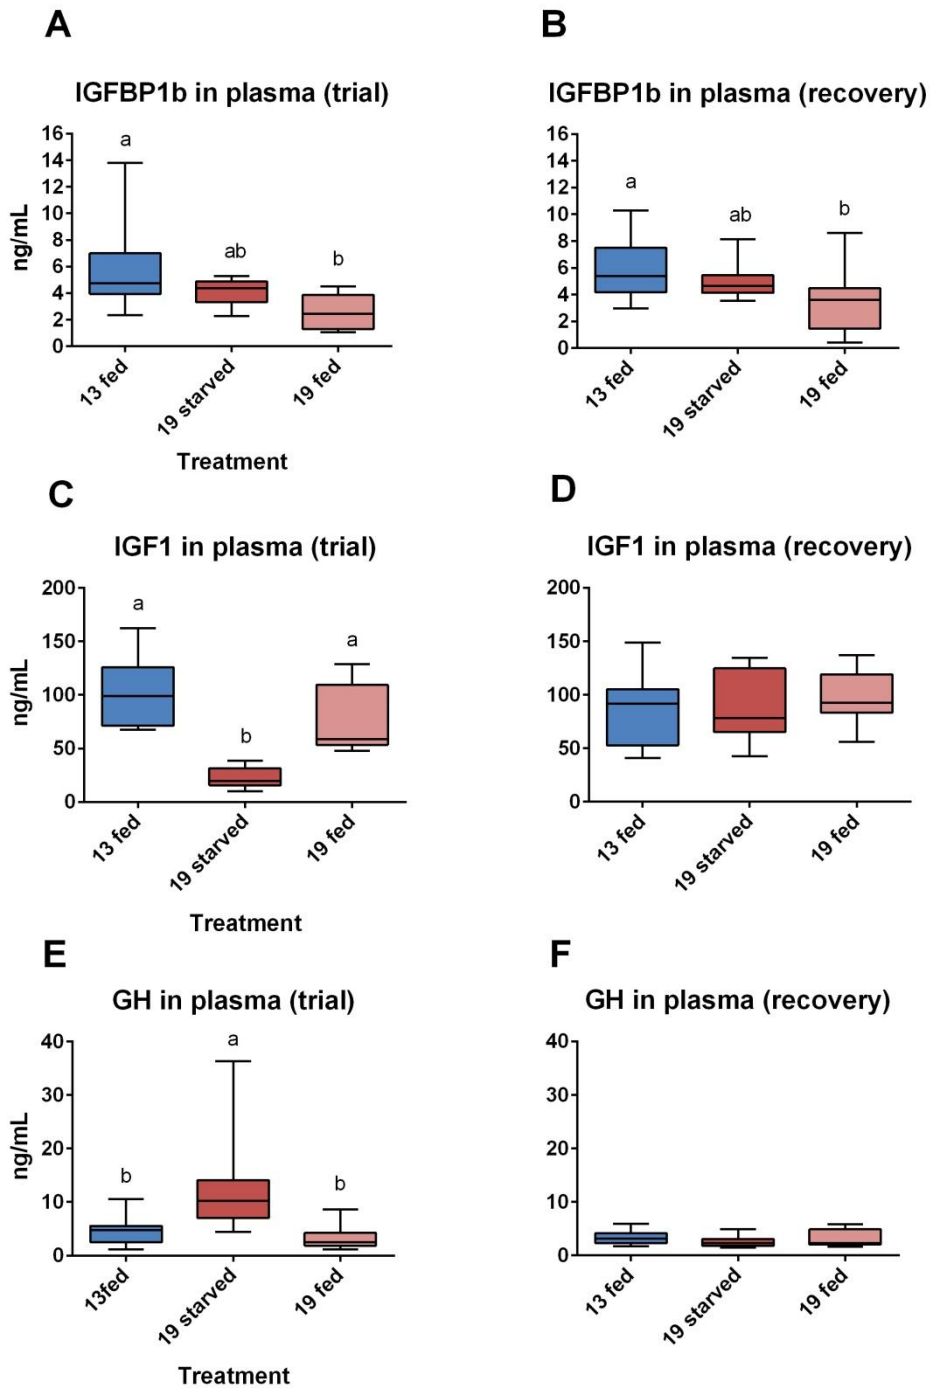 A
IGFBP1b in plasma (trial)
16
14
12
10
8
6
4
2
0
ng/mL
a
ab
b
13 fed
19 starved
19 fed
Treatment
B
IGFBP1b in plasma (recovery)
16
14
12
10
8
6
4
2
0
a
ab
b
13 fed
19 starved
19 fed
C
IGF1 in plasma (trial)
200
150
100
50
0
ng/mL
a
b
a
13 fed
19 starved
19 fed
Treatment
D
IGF1 in plasma (recovery)
200
150
100
50
0
13 fed
19 starved
19 fed
E
GH in plasma (trial)
40
30
20
10
0
ng/mL
b
a
b
13fed
19 starved
19 fed
Treatment
F
GH in plasma (recovery)
40
30
20
10
0
13 fed
19 starved
19 fed